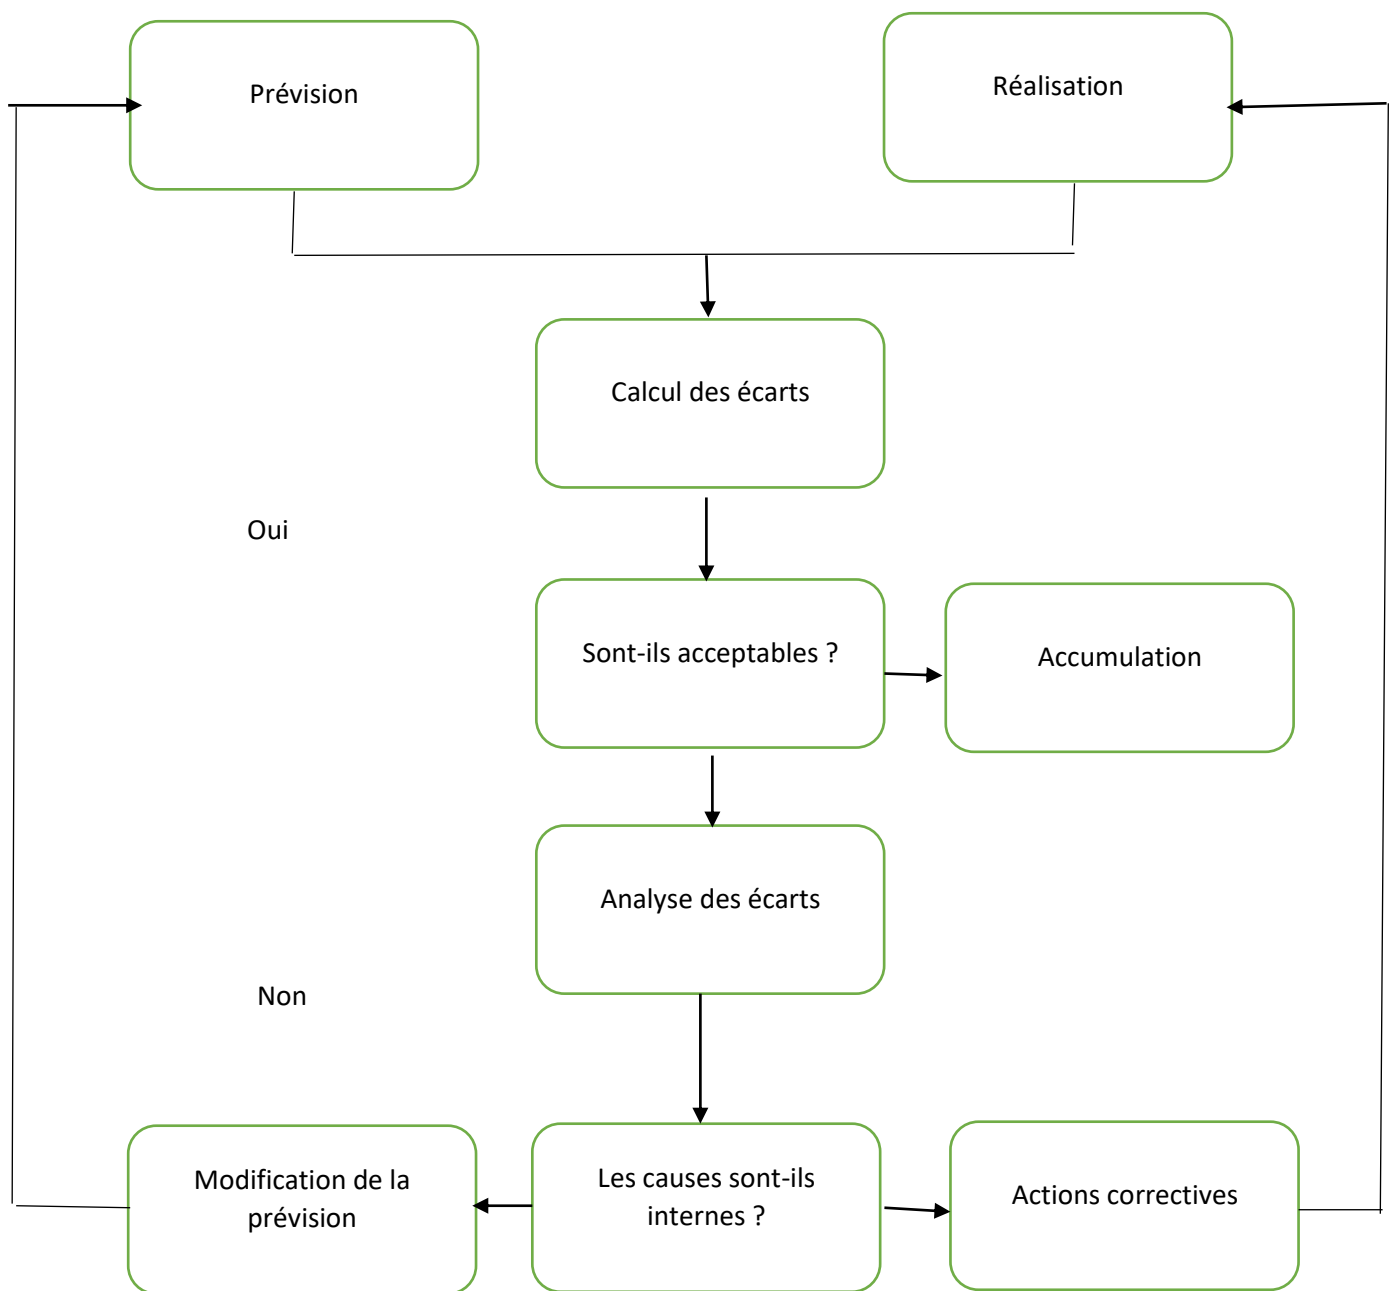 Prévision
Réalisation
Calcul des écarts
Oui
Sont-ils acceptables ?
Accumulation
Analyse des écarts
Non
Modification de la
prévision
Les causes sont-ils
internes ?
Actions correctives